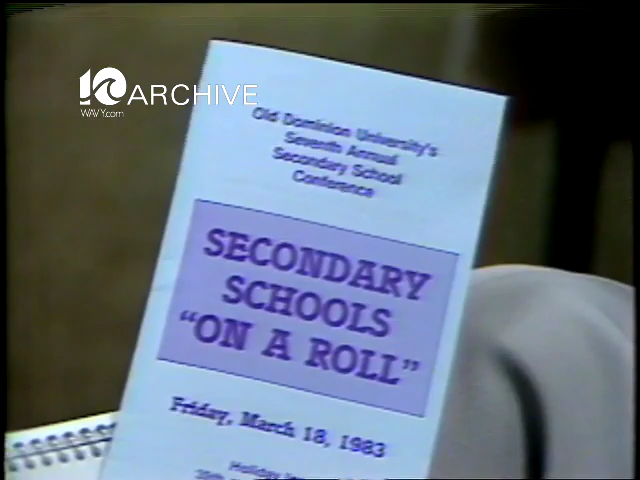 10 ARCHIVE
WAVY.com
Old Dominion University's
Seventh Annual
Secondary School
Conference
SECONDARY
SCHOOLS
"ON A ROLL"
Friday, March 18, 1983
Holiday